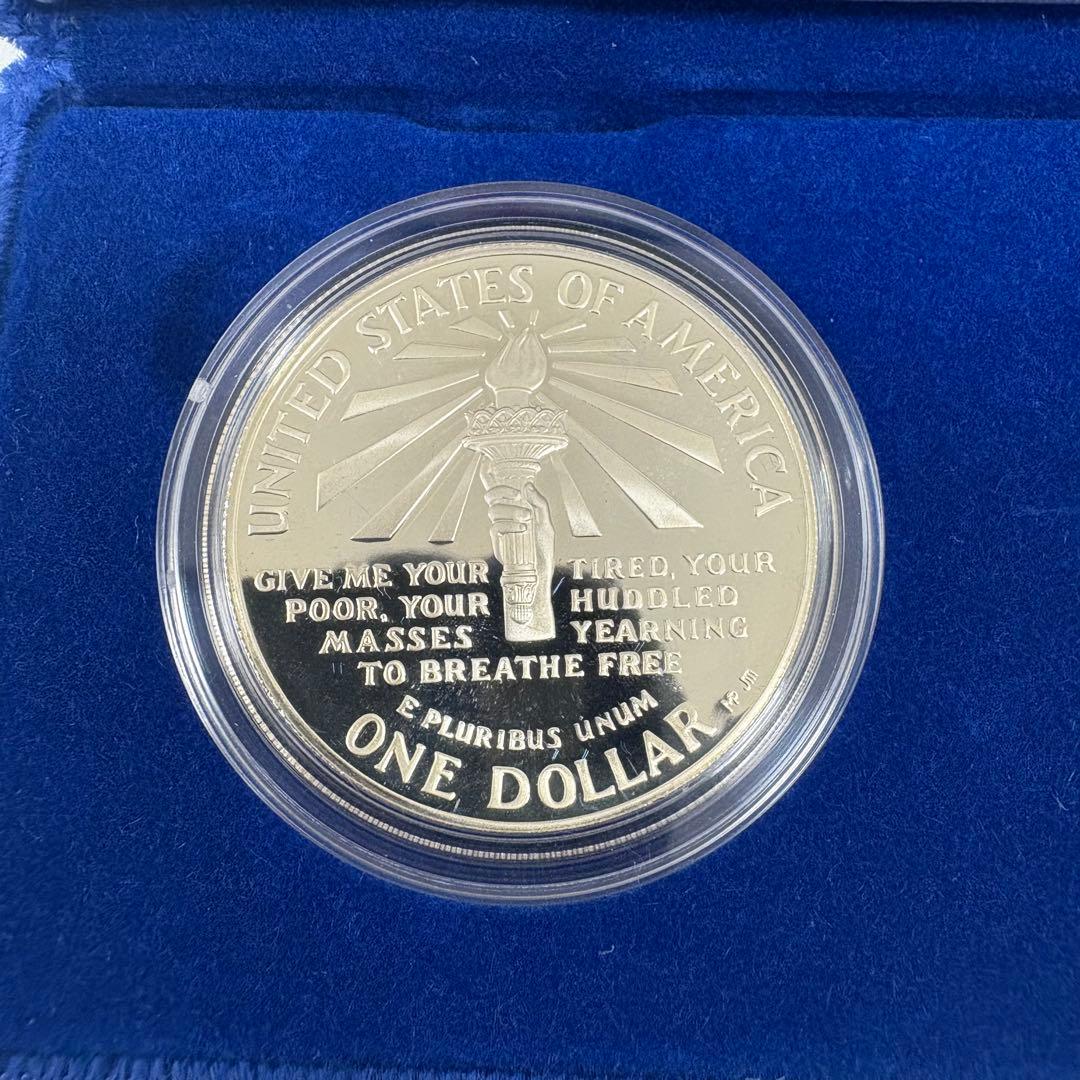 UNITED STATES OF AMERICA
GIVE ME YOUR TIRED, YOUR
POOR, YOUR HUDDLED
MASSES YEARNING
TO BREATHE FREE
E PLURIBUS UNUM
ONE DOLLAR